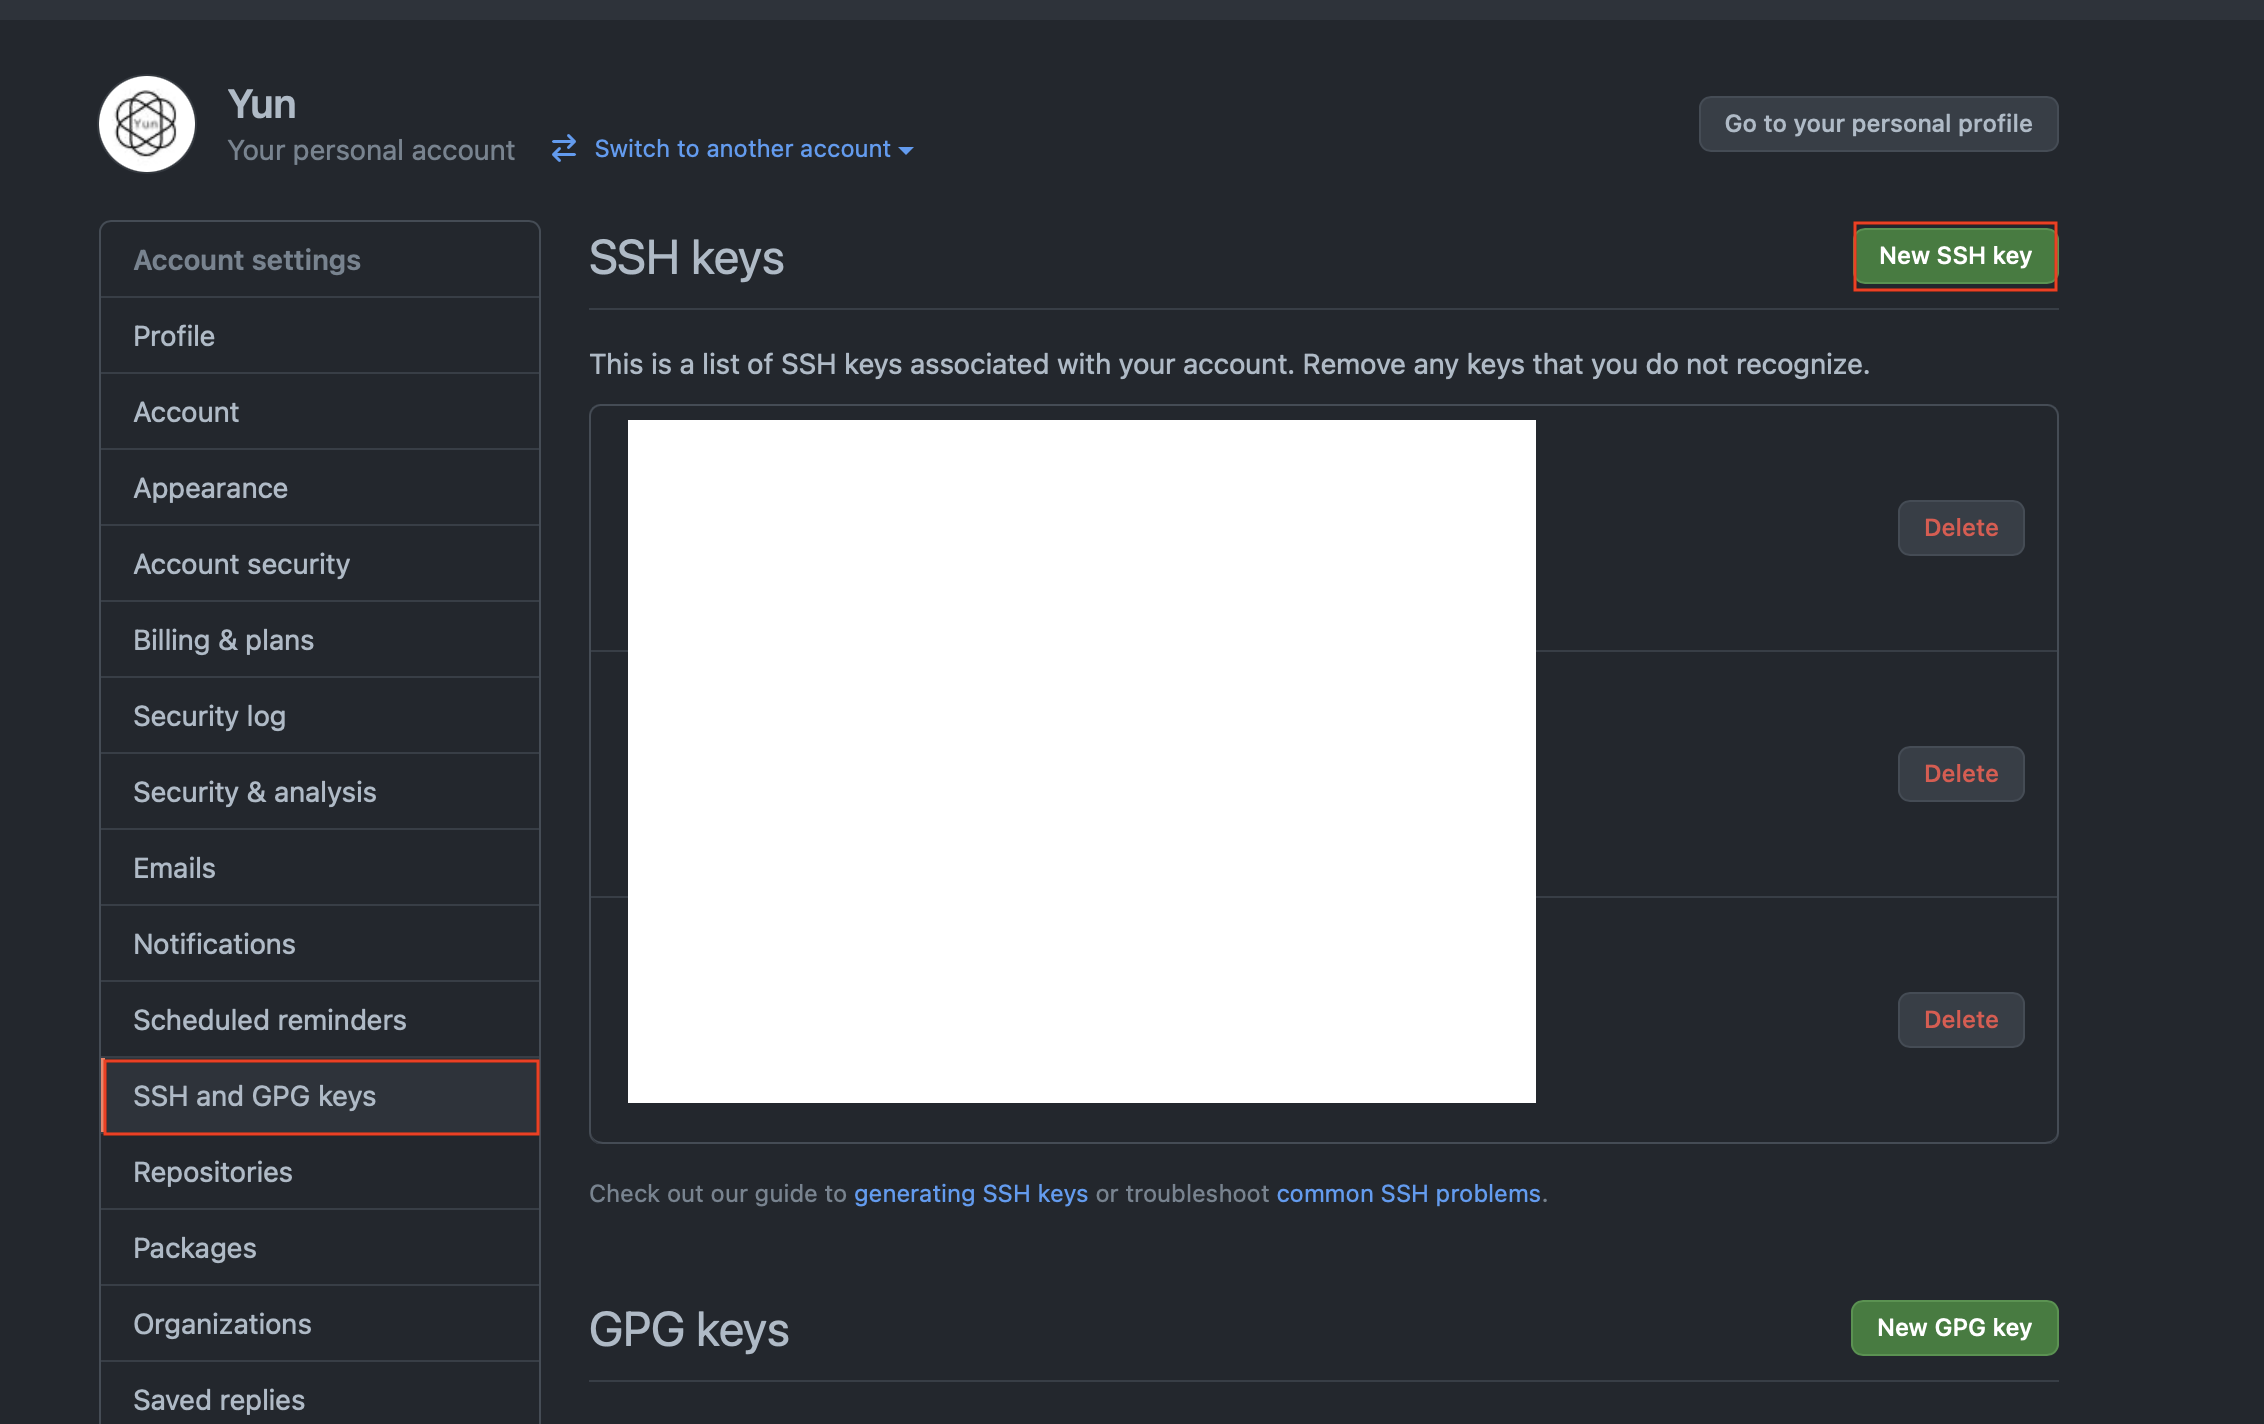 Yun
Yun
Your personal account
Switch to another account
Go to your personal profile
Account settings
Profile
Account
Appearance
Account security
Billing & plans
Security log
Security & analysis
Emails
Notifications
Scheduled reminders
SSH and GPG keys
Repositories
Packages
Organizations
Saved replies
SSH keys
New SSH key
This is a list of SSH keys associated with your account. Remove any keys that you do not recognize.
Delete
Delete
Delete
Check out our guide to generating SSH keys or troubleshoot common SSH problems.
GPG keys
New GPG key